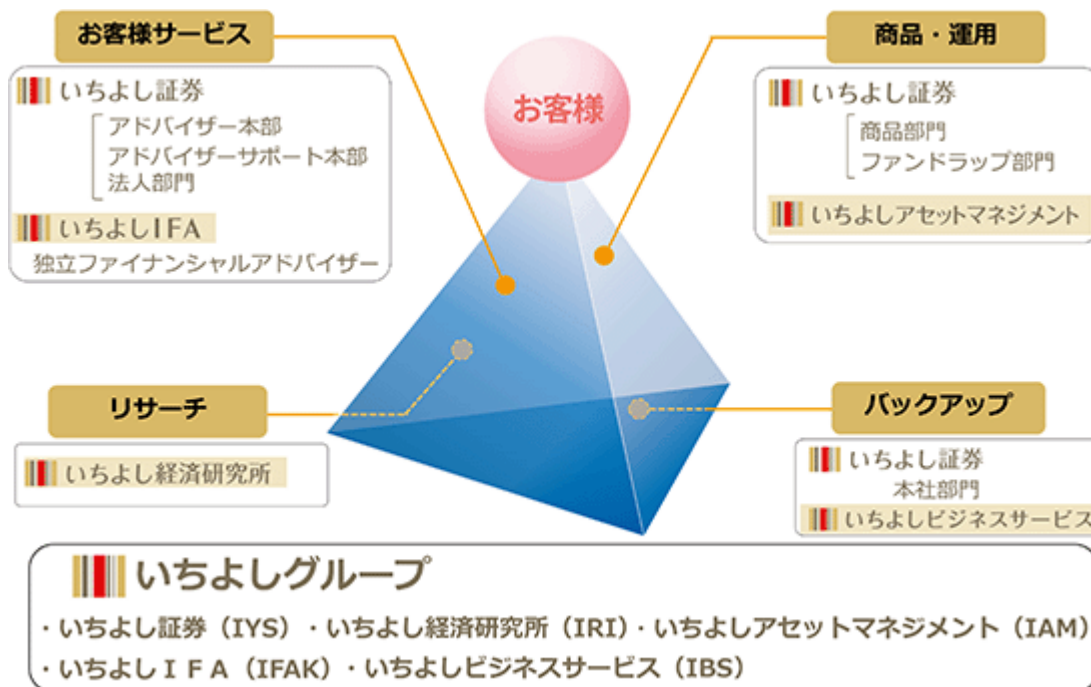 お客様サービス
いちよし証券
アドバイザー本部
アドバイザーサポート本部
法人部門
いちよしIFA
独立ファイナンシャルアドバイザー
お客様
商品・運用
いちよし証券
商品部門
ファンドラップ部門
いちよしアセットマネジメント
リサーチ
いちよし経済研究所
バックアップ
いちよし証券
本社部門
いちよしビジネスサービス
いちよしグループ
・いちよし証券（IYS）・いちよし経済研究所（IRI）・いちよしアセットマネジメント（IAM）
・いちよしＩＦＡ（IFAK）・いちよしビジネスサービス（IBS）